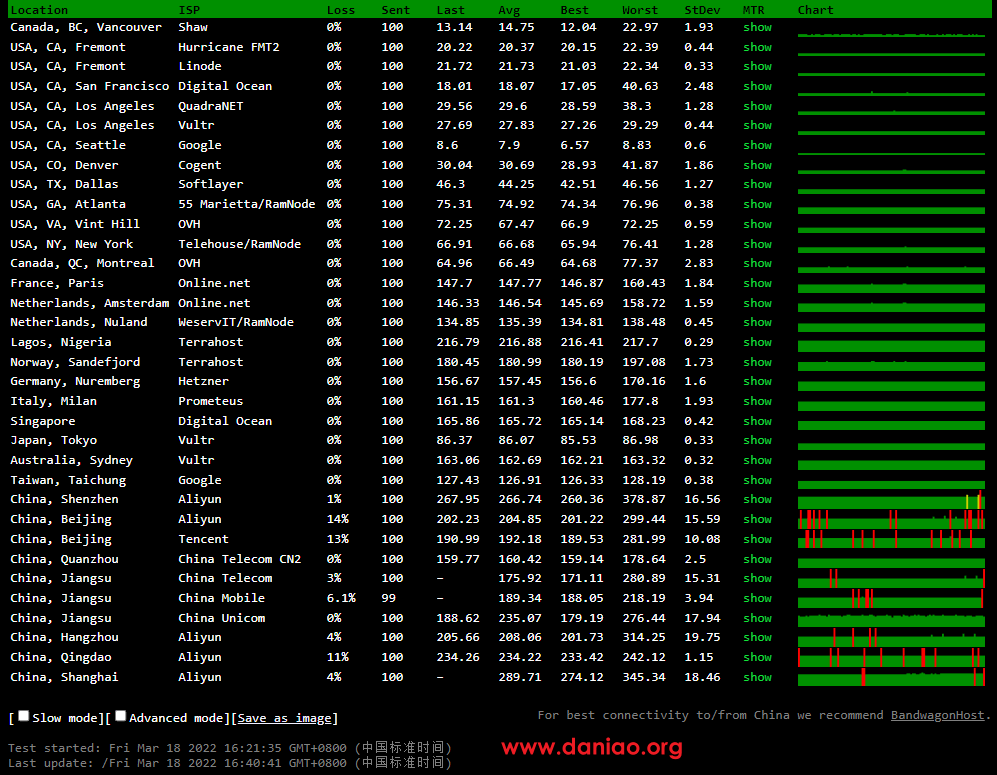 Location ISP Loss Sent Last Avg Best Worst StDev MTR Chart
Canada, BC, Vancouver Shaw 0% 100 13.14 14.75 12.04 22.97 1.93 show
USA, CA, Fremont Hurricane FMT2 0% 100 20.22 20.37 20.15 22.39 0.44 show
USA, CA, Fremont Linode 0% 100 21.72 21.73 21.03 22.34 0.33 show
USA, CA, San Francisco Digital Ocean 0% 100 18.01 18.07 17.05 40.63 2.48 show
USA, CA, Los Angeles QuadraNET 0% 100 29.56 29.6 28.59 38.3 1.28 show
USA, CA, Los Angeles Vultr 0% 100 27.69 27.83 27.26 29.29 0.44 show
USA, CA, Seattle Google 0% 100 8.6 7.9 6.57 8.83 0.6 show
USA, CO, Denver Cogent 0% 100 30.04 30.69 28.93 41.87 1.86 show
USA, TX, Dallas Softlayer 0% 100 46.3 44.25 42.51 46.56 1.27 show
USA, GA, Atlanta 55 Marietta/RamNode 0% 100 75.31 74.92 74.34 76.96 0.38 show
USA, VA, Vint Hill OVH 0% 100 72.25 67.47 66.9 72.25 0.59 show
USA, NY, New York Telehouse/RamNode 0% 100 66.91 66.68 65.94 76.41 1.28 show
Canada, QC, Montreal OVH 0% 100 64.96 66.49 64.68 77.37 2.83 show
France, Paris Online.net 0% 100 147.7 147.77 146.87 160.43 1.84 show
Netherlands, Amsterdam Online.net 0% 100 146.33 146.54 145.69 158.72 1.59 show
Netherlands, Nuland WeservIT/RamNode 0% 100 134.85 135.39 134.81 138.48 0.45 show
Lagos, Nigeria Terrahost 0% 100 216.79 216.88 216.41 217.7 0.29 show
Norway, Sandefjord Terrahost 0% 100 180.45 180.99 180.19 197.08 1.73 show
Germany, Nuremberg Hetzner 0% 100 156.67 157.45 156.6 170.16 1.6 show
Italy, Milan Prometeus 0% 100 161.15 161.3 160.46 177.8 1.93 show
Singapore Digital Ocean 0% 100 165.86 165.72 165.14 168.23 0.42 show
Japan, Tokyo Vultr 0% 100 86.37 86.07 85.53 86.98 0.33 show
Australia, Sydney Vultr 0% 100 163.06 162.69 162.21 163.32 0.32 show
Taiwan, Taichung Google 0% 100 127.43 126.91 126.33 128.19 0.38 show
China, Shenzhen Aliyun 1% 100 267.95 266.74 260.36 378.87 16.56 show
China, Beijing Aliyun 14% 100 202.23 204.85 201.22 299.44 15.59 show
China, Beijing Tencent 13% 100 190.99 192.18 189.53 281.99 10.08 show
China, Quanzhou China Telecom CN2 0% 100 159.77 160.42 159.14 178.64 2.5 show
China, Jiangsu China Telecom 3% 100 – 175.92 171.11 280.89 15.31 show
China, Jiangsu China Mobile 6.1% 99 – 189.34 188.05 218.19 3.94 show
China, Jiangsu China Unicom 0% 100 188.62 235.07 179.19 276.44 17.94 show
China, Hangzhou Aliyun 4% 100 205.66 208.06 201.73 314.25 19.75 show
China, Qingdao Aliyun 11% 100 234.26 234.22 233.42 242.12 1.15 show
China, Shanghai Aliyun 4% 100 – 289.71 274.12 345.34 18.46 show
[Slow mode][Advanced mode][Save as image]
For best connectivity to/from China we recommend BandwagonHost.
Test started: Fri Mar 18 2022 16:21:35 GMT+0800 (中国标准时间)
Last update: /Fri Mar 18 2022 16:40:41 GMT+0800 (中国标准时间)
www.daniao.org